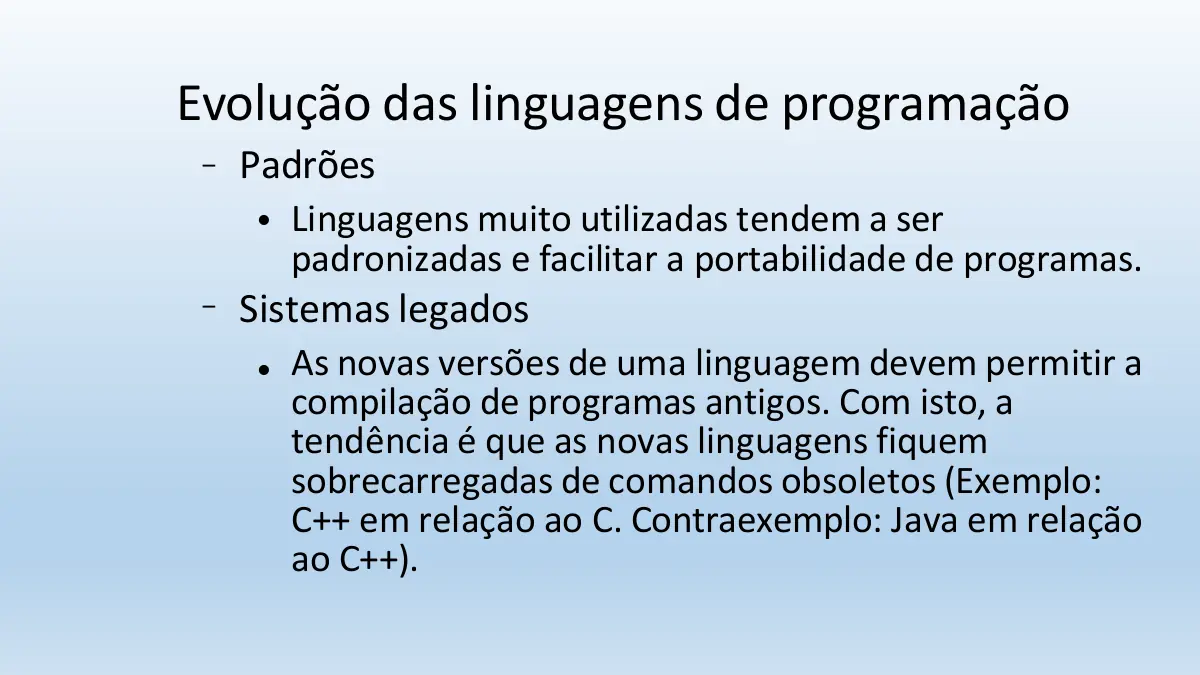 Evolução das linguagens de programação
– Padrões
• Linguagens muito utilizadas tendem a ser
padronizadas e facilitar a portabilidade de programas.
– Sistemas legados
• As novas versões de uma linguagem devem permitir a
compilação de programas antigos. Com isto, a
tendência é que as novas linguagens fiquem
sobrecarregadas de comandos obsoletos (Exemplo:
C++ em relação ao C. Contraexemplo: Java em relação
ao C++).